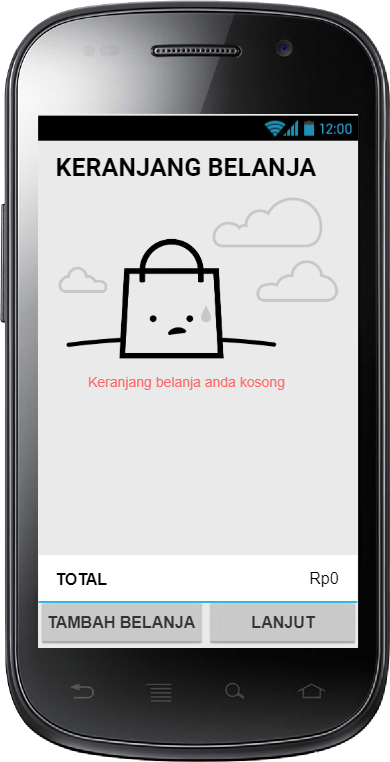 12:00
KERANJANG BELANJA
Keranjang belanja anda kosong
TOTAL
Rp0
TAMBAH BELANJA
LANJUT